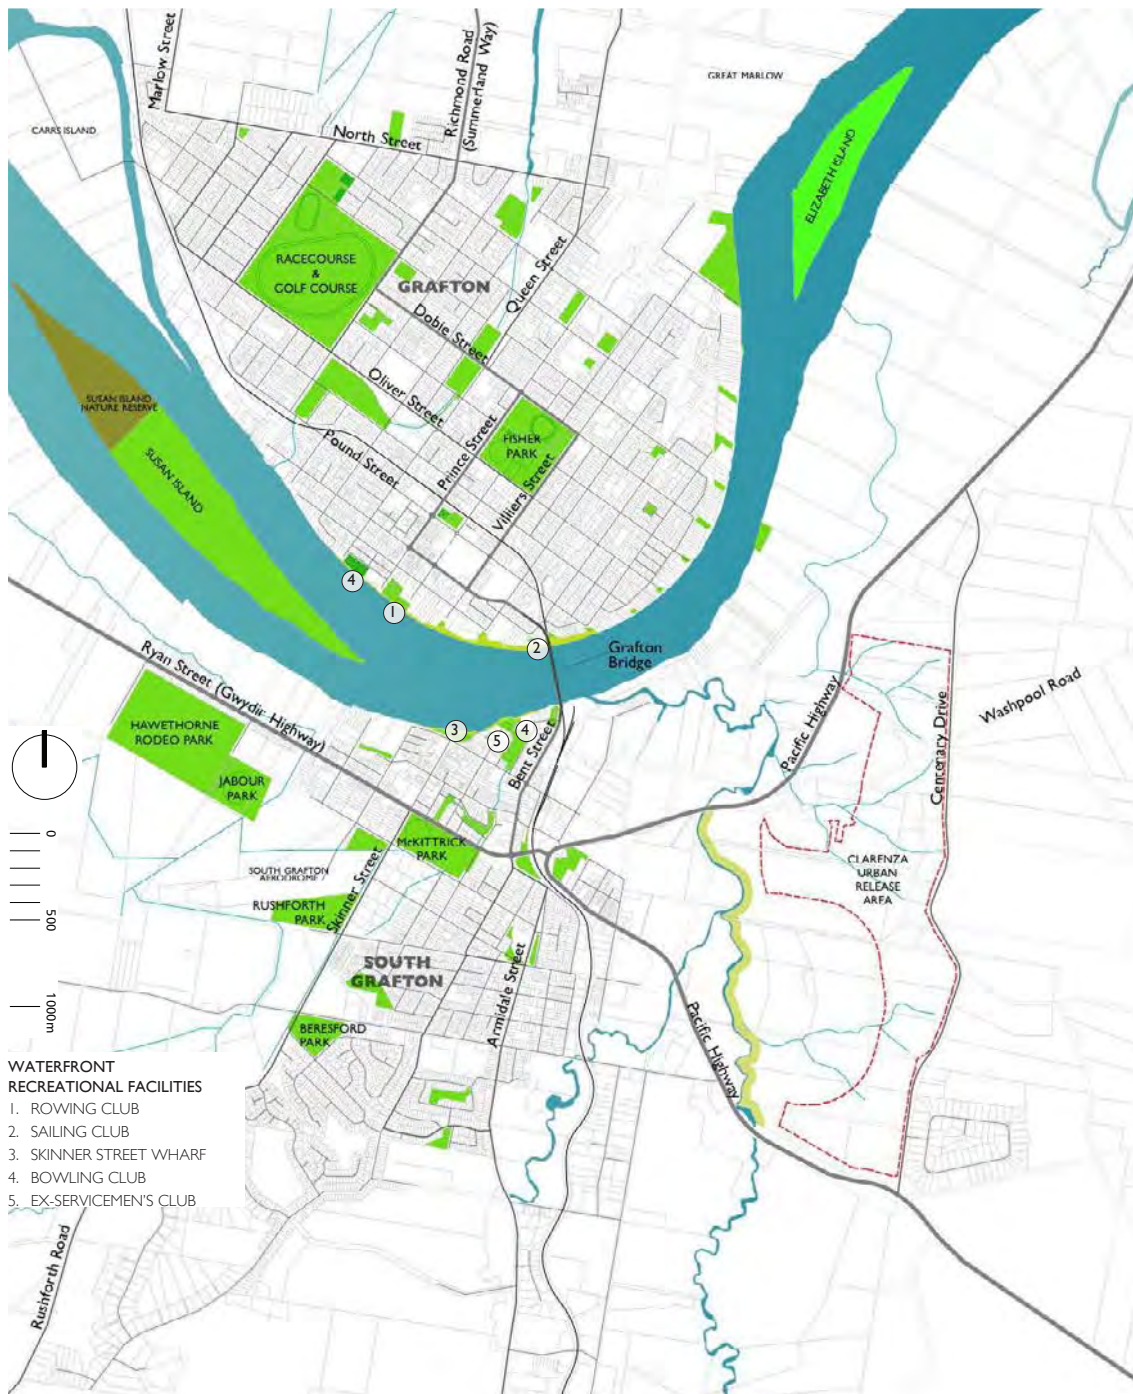 Marlow Street
Richmond Road
(Summerland Way)
GREAT MARLOW
CARRS ISLAND
North Street
ELIZABETH ISLAND
RACECOURSE
&
GOLF COURSE
GRAFTON
Queen Street
Dobie Street
SUSAN ISLAND
NATURE RESERVE
Oliver Street
Prince Street
FISHER
PARK
Pound Street
SUSAN ISLAND
Villiers Street
4
1
2
Grafton
Bridge
Ryan Street (Gwydir Highway)
HAWETHORNE
RODEO PARK
JABOUR
PARK
3
5
4
Bent Street
Pacific Highway
Centenary Drive
Washpool Road
0
500
1000m
McKITTRICK
PARK
SOUTH GRAFTON
AERODROME /
Skinner Street
RUSHFORTH
PARK
CLARENZA
URBAN
RELEASE
AREA
SOUTH
GRAFTON
Armidale Street
BERESFORD
PARK
Pacific Highway
WATERFRONT
RECREATIONAL FACILITIES
1. ROWING CLUB
2. SAILING CLUB
3. SKINNER STREET WHARF
4. BOWLING CLUB
5. EX-SERVICEMEN'S CLUB
Rushforth Road